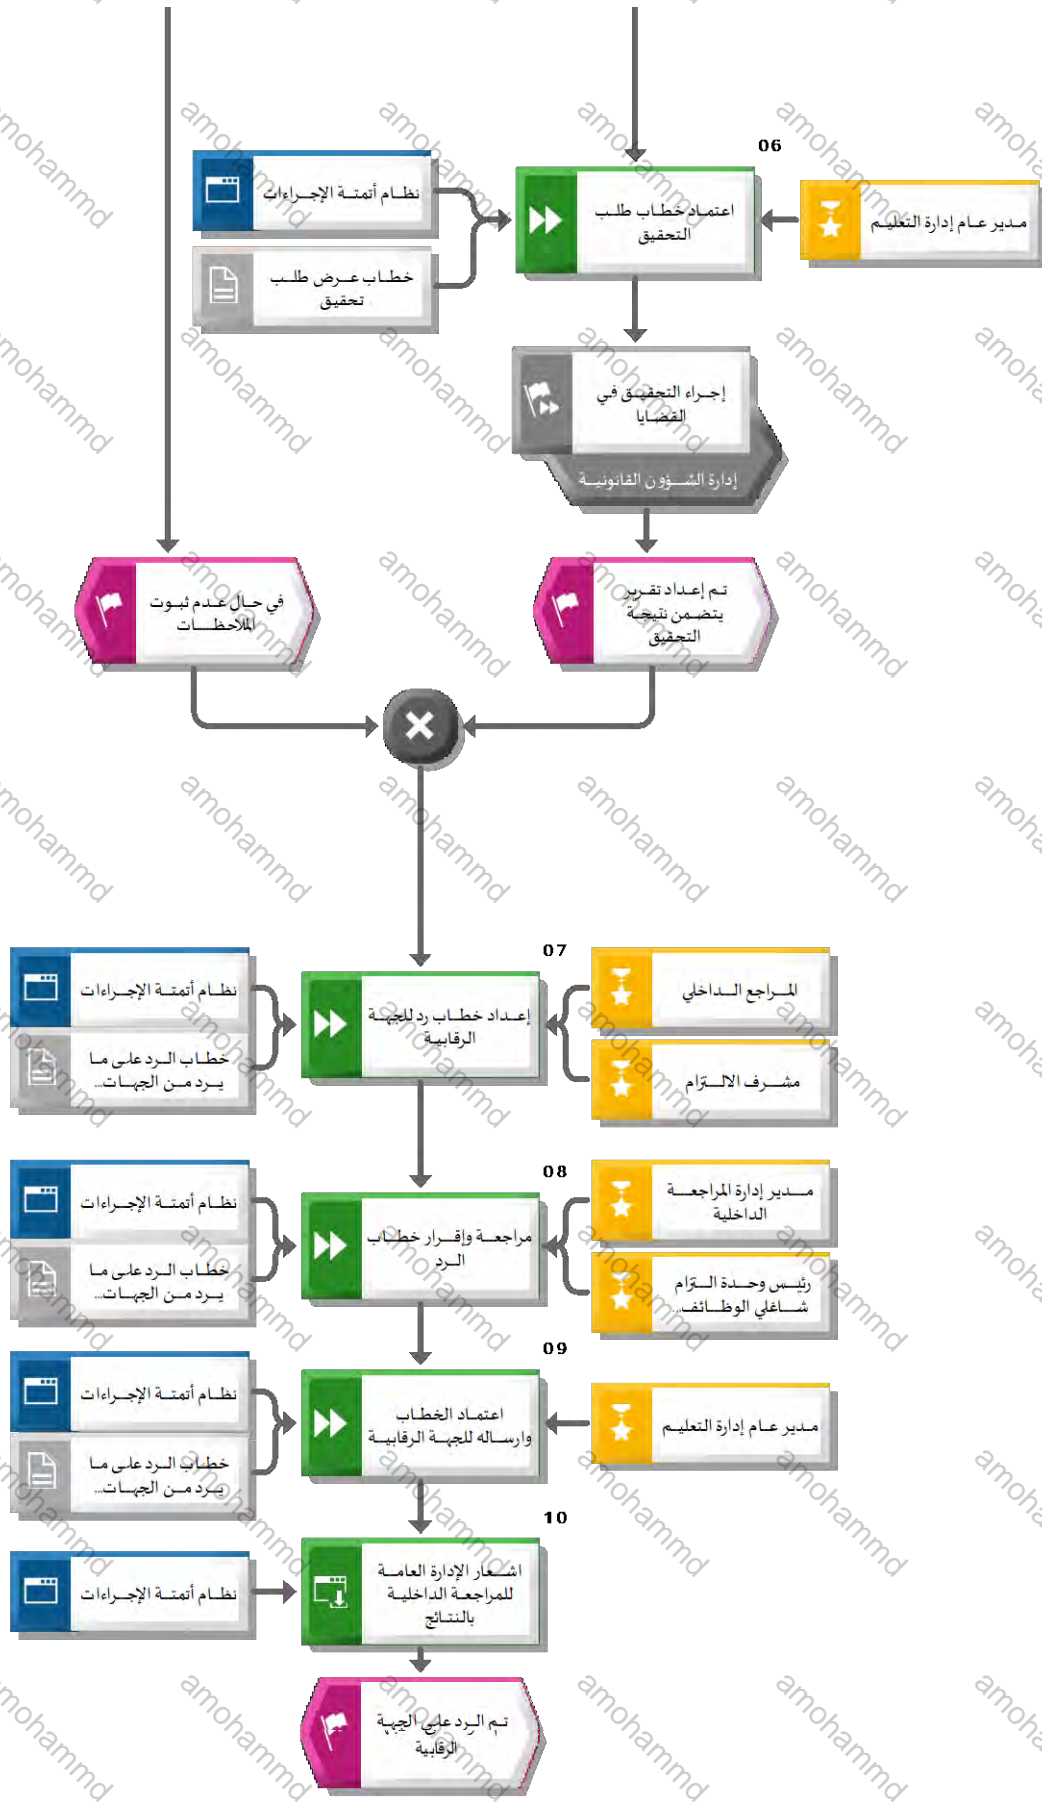 06
مدير عام إدارة التعليم
اعتماد خطاب طلب
التحقيق
نظام أتمتة الإجراءات
خطاب عرض طلب
تحقيق
إجراء التحقيق في
القضايا
إدارة الشؤون القانونية
تم إعداد تقرير
يتضمن نتيجة
التحقيق
في حال عدم ثبوت
الملاحظات
07
المراجع الداخلي
مشرف الالتزام
إعداد خطاب رد للجهة
الرقابية
نظام أتمتة الإجراءات
خطاب الرد على ما
يرد من الجهات...
08
مدير إدارة المراجعة
الداخلية
رئيس وحدة التزام
شاغلي الوظائف...
مراجعة وإقرار خطاب
الرد
نظام أتمتة الإجراءات
خطاب الرد على ما
يرد من الجهات...
09
مدير عام إدارة التعليم
اعتماد الخطاب
وارساله للجهة الرقابية
نظام أتمتة الإجراءات
خطاب الرد على ما
يرد من الجهات...
10
اشعار الإدارة العامة
للمراجعة الداخلية
بالنتائج
نظام أتمتة الإجراءات
تم الرد على الجهة
الرقابية
amohammd